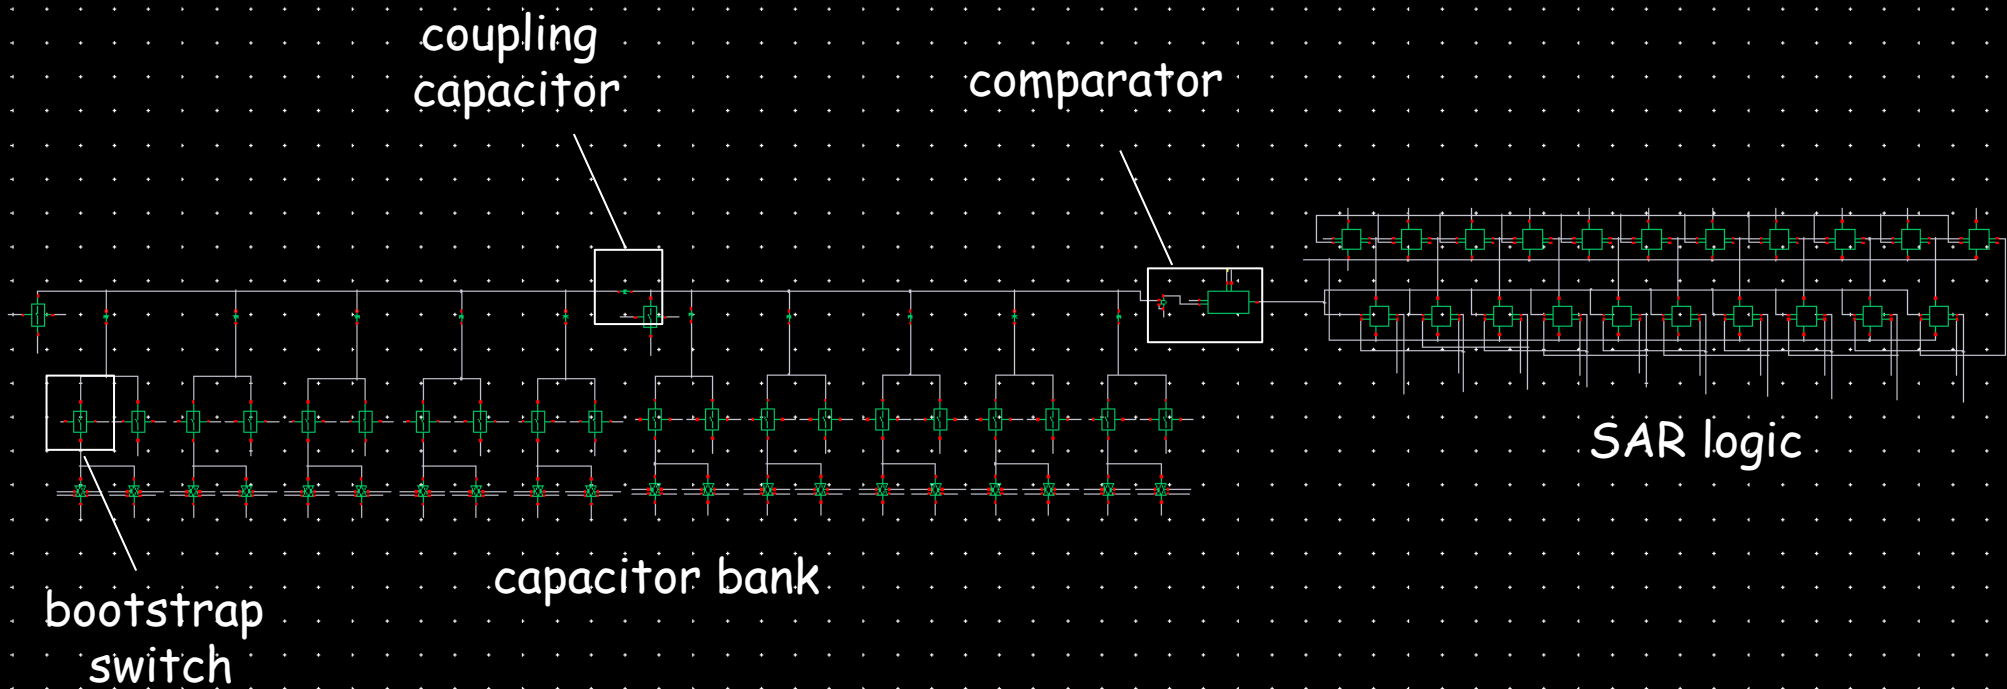 coupling
capacitor
comparator
SAR logic
capacitor bank
bootstrap
switch